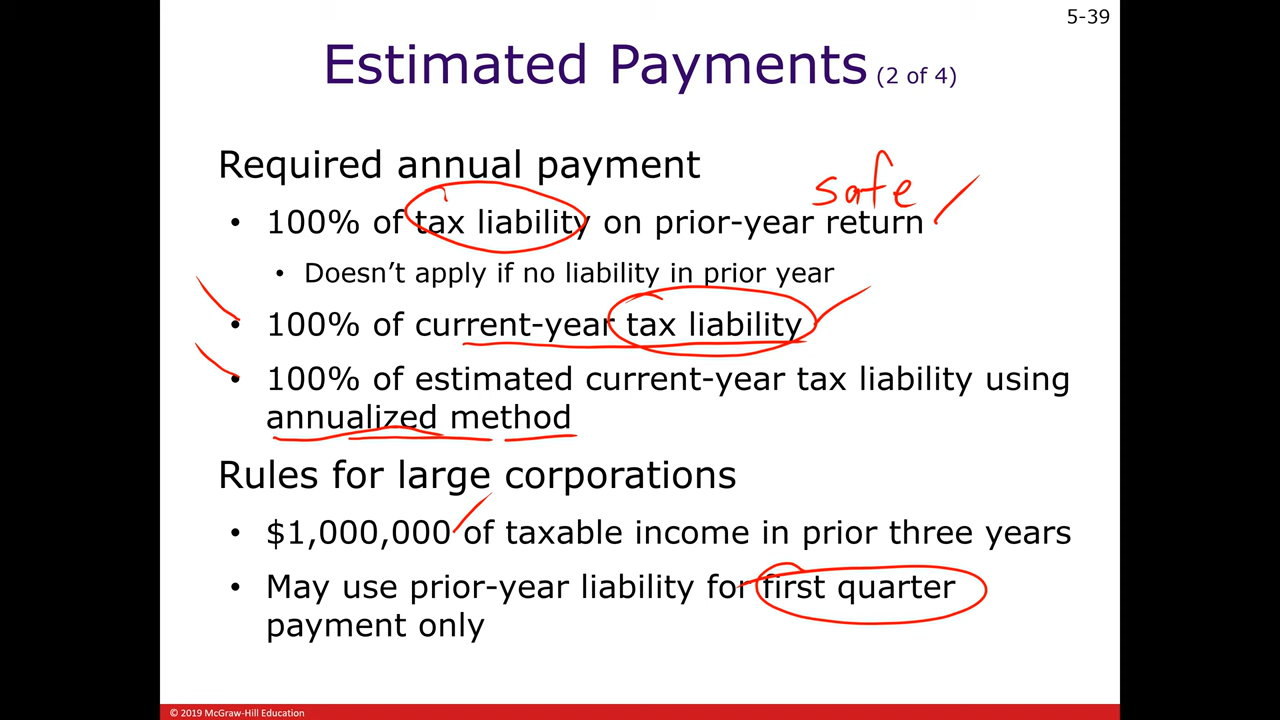 5-39
Estimated Payments (2 of 4)
Required annual payment
safe
• 100% of tax liability on prior-year return
• Doesn’t apply if no liability in prior year
• 100% of current-year tax liability
• 100% of estimated current-year tax liability using
annualized method
Rules for large corporations
• $1,000,000 of taxable income in prior three years
• May use prior-year liability for first quarter
payment only
© 2019 McGraw-Hill Education